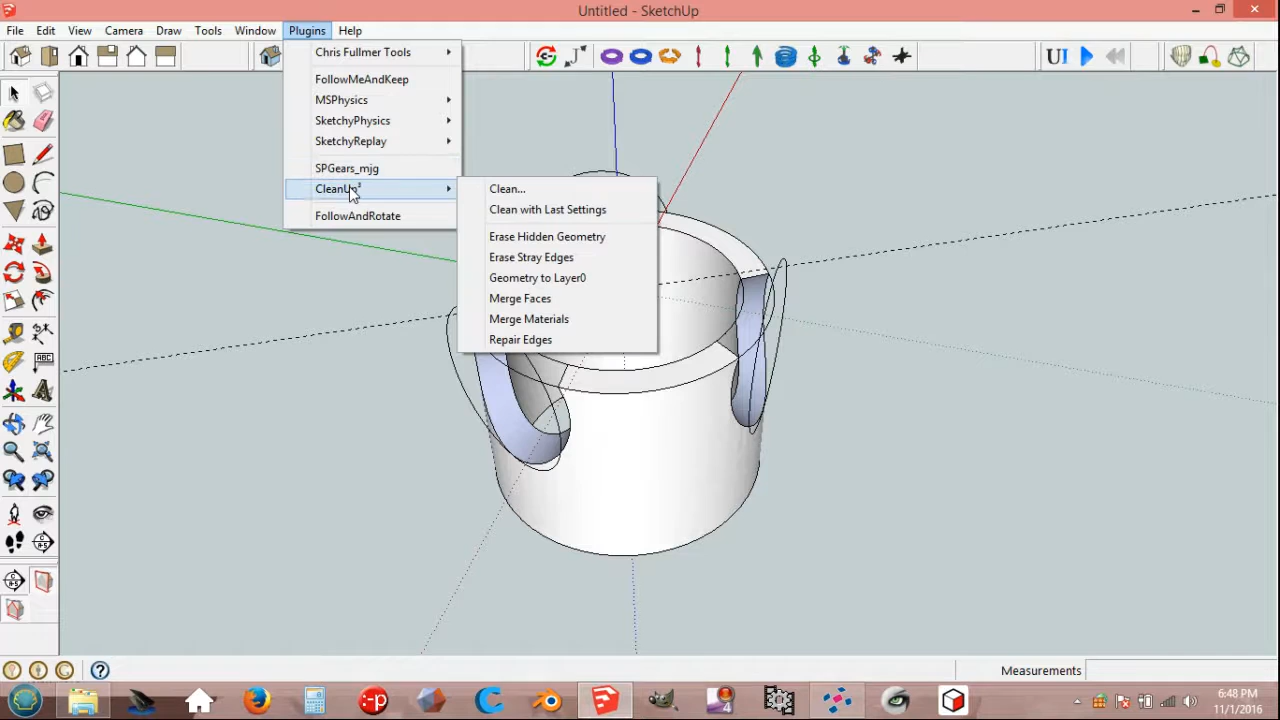 Untitled - SketchUp
File Edit View Camera Draw Tools Window Plugins Help
Chris Fullmer Tools
FollowMeAndKeep
MSPhysics
SketchyPhysics
SketchyReplay
SPGears_mjg
CleanUp³
FollowAndRotate
Clean...
Clean with Last Settings
Erase Hidden Geometry
Erase Stray Edges
Geometry to Layer0
Merge Faces
Merge Materials
Repair Edges
UI
ABC
Measurements
6:48 PM
11/1/2016